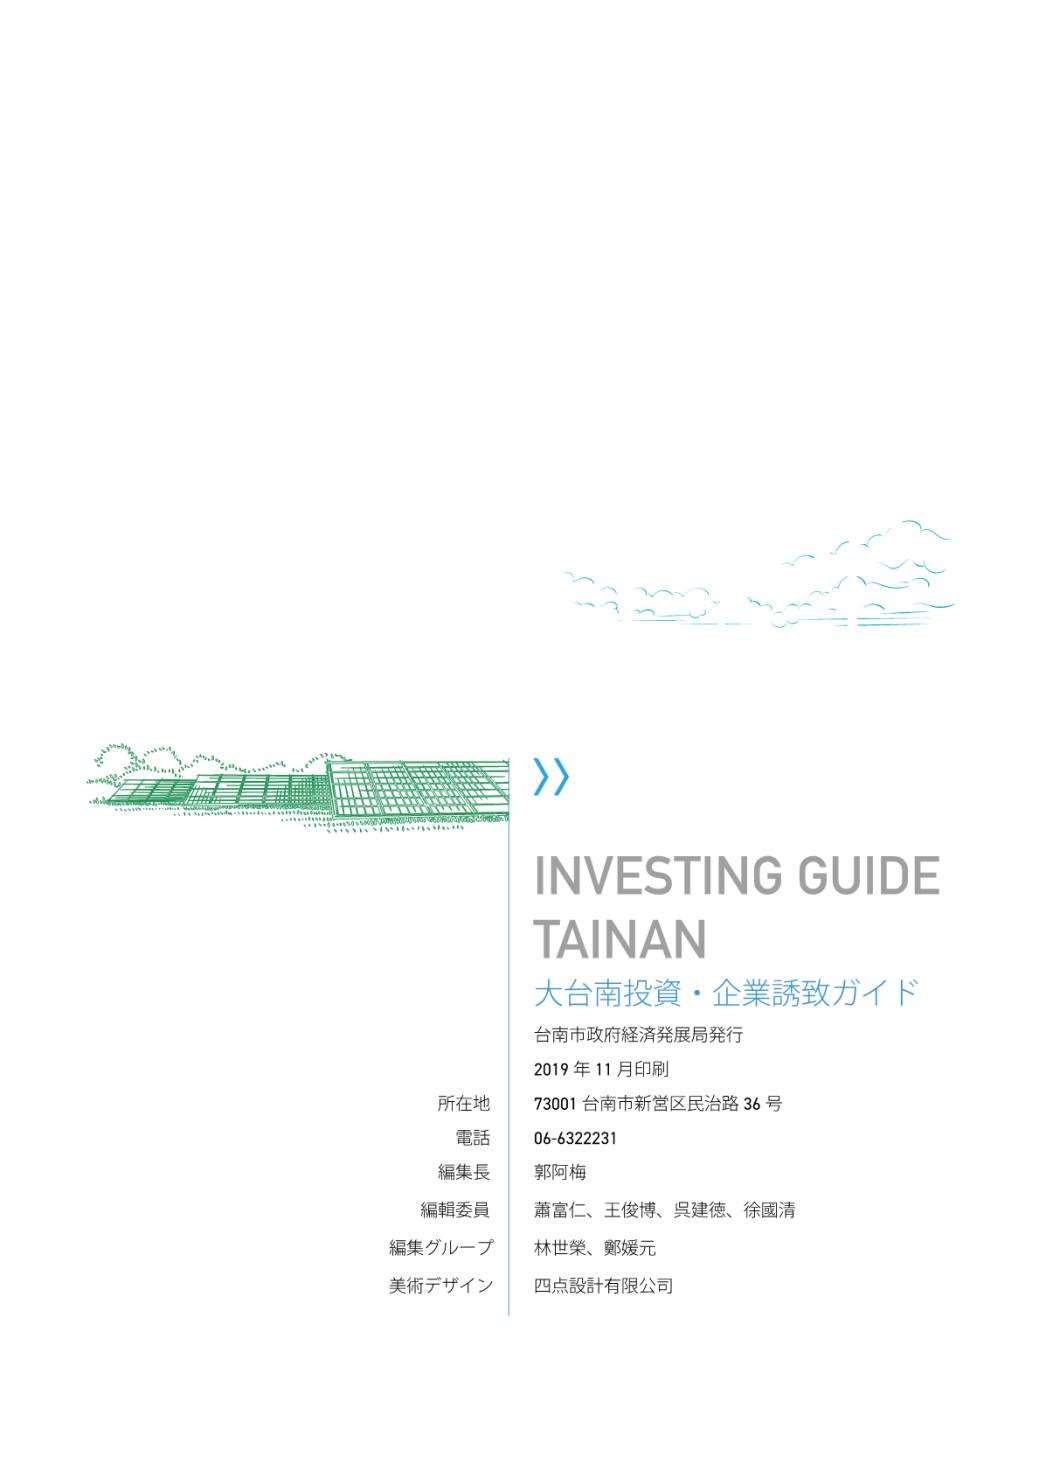 INVESTING GUIDE
TAINAN
大台南投資・企業誘致ガイド
台南市政府経済発展局発行
2019 年 11 月印刷
所在地 73001 台南市新営区民治路 36 号
電話 06-6322231
編集長 郭阿梅
編輯委員 蕭富仁、王俊博、呉建徳、徐國清
編集グループ 林世榮、鄭媛元
美術デザイン 四点設計有限公司